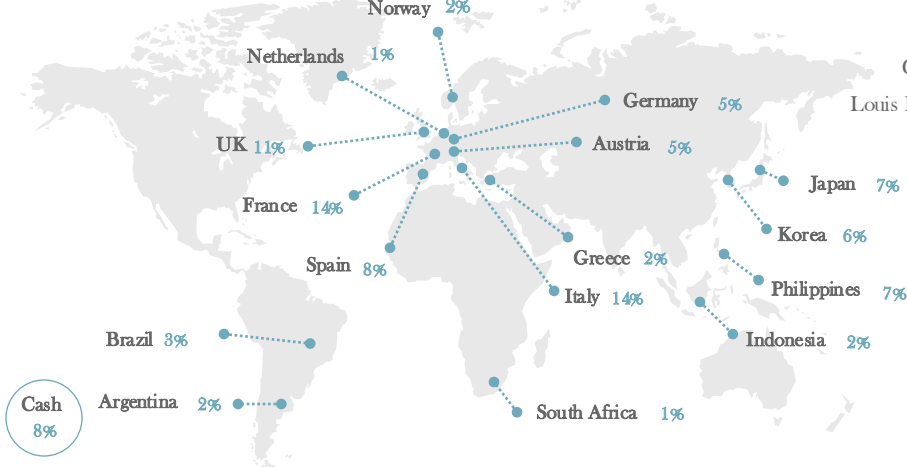 Norway 2%
Netherlands 1%
Germany 5%
Louis
UK 11%
Austria 5%
Japan 7%
France 14%
Korea 6%
Spain 8%
Greece 2%
Italy 14%
Philippines 7%
Brazil 3%
Indonesia 2%
Cash
8%
Argentina 2%
South Africa 1%